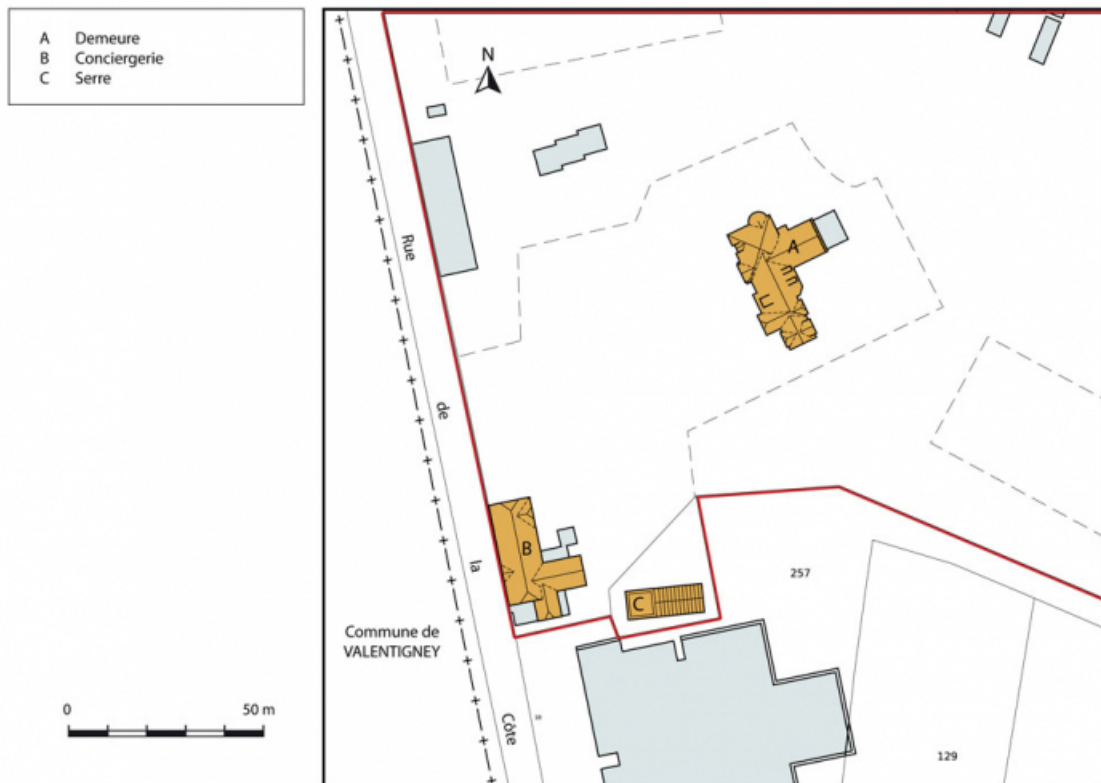 A Demeure
B Conciergerie
C Serre
N
Rue
de
la
Côte
A
B
C
257
129
Commune de
VALENTIGNEY
0 50 m